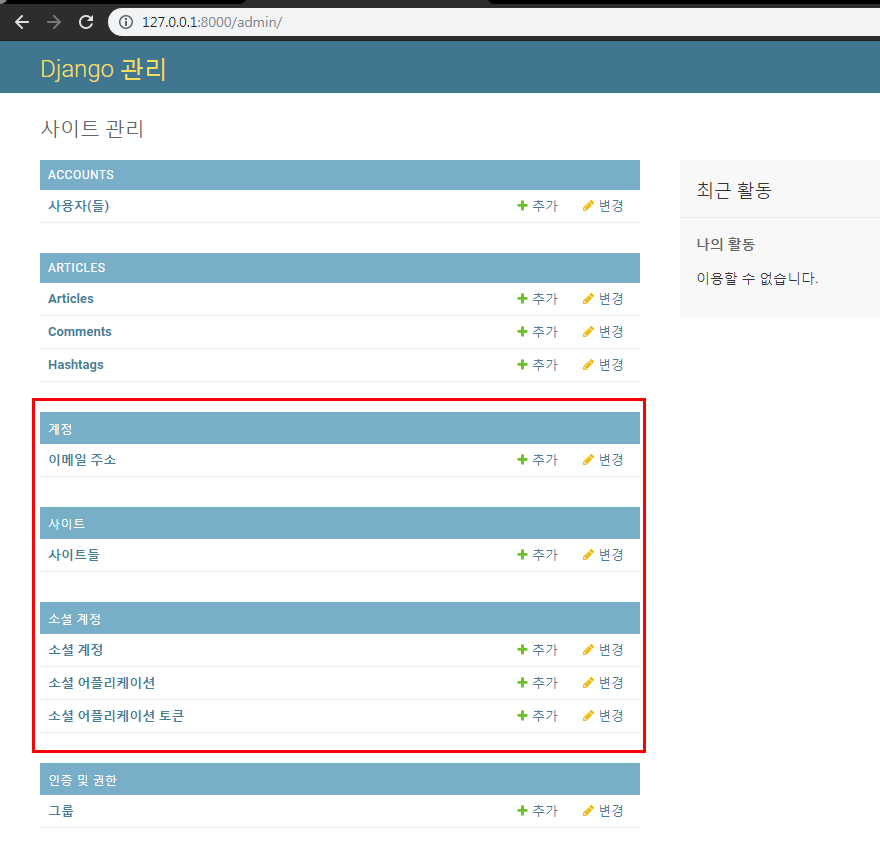 127.0.0.1:8000/admin/
Django 관리
사이트 관리
ACCOUNTS
사용자(들) 추가 변경
ARTICLES
Articles 추가 변경
Comments 추가 변경
Hashtags 추가 변경
계정
이메일 주소 추가 변경
사이트
사이트들 추가 변경
소셜 계정
소셜 계정 추가 변경
소셜 어플리케이션 추가 변경
소셜 어플리케이션 토큰 추가 변경
인증 및 권한
그룹 추가 변경
최근 활동
나의 활동
이용할 수 없습니다.